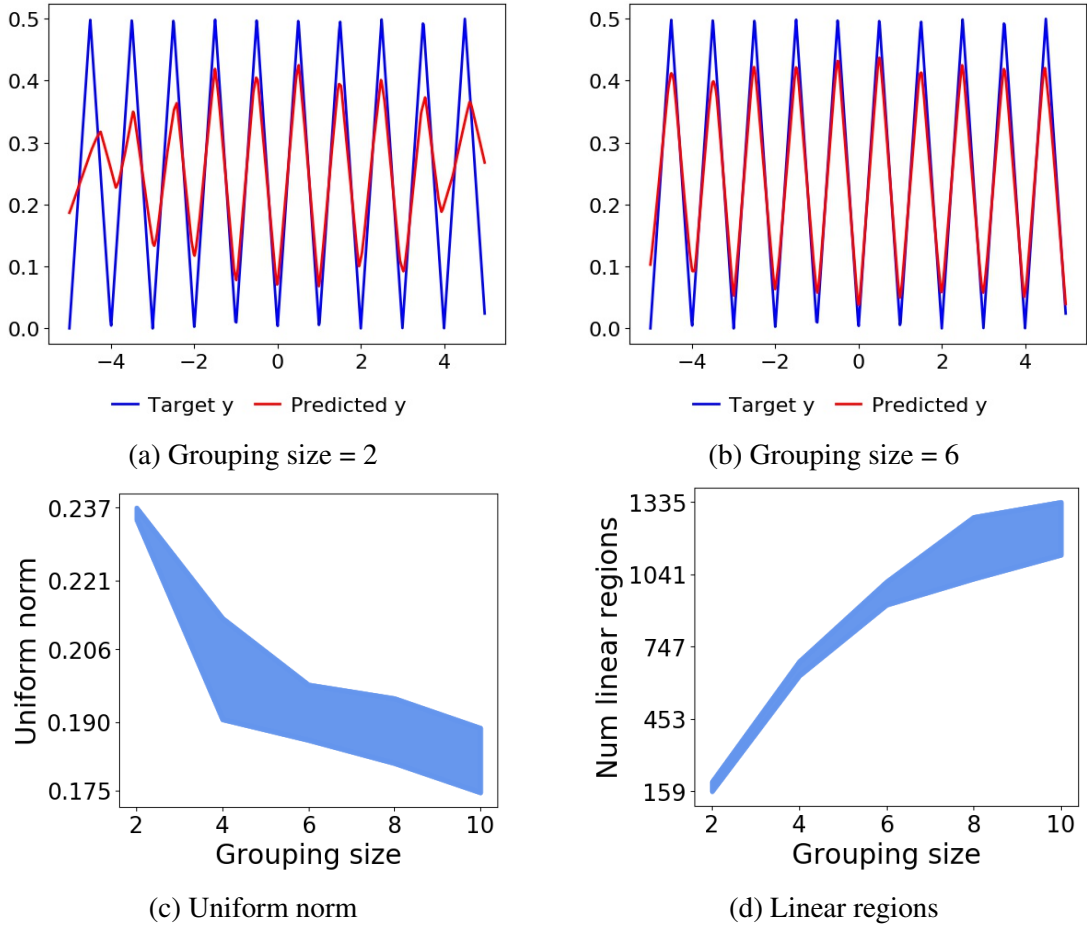 0.5
0.4
0.3
0.2
0.1
0.0
−4 −2 0 2 4
Target y Predicted y
(a) Grouping size = 2
0.5
0.4
0.3
0.2
0.1
0.0
−4 −2 0 2 4
Target y Predicted y
(b) Grouping size = 6
Uniform norm
0.237
0.221
0.206
0.190
0.175
2 4 6 8 10
Grouping size
(c) Uniform norm
Num linear regions
1335
1041
747
453
159
2 4 6 8 10
Grouping size
(d) Linear regions